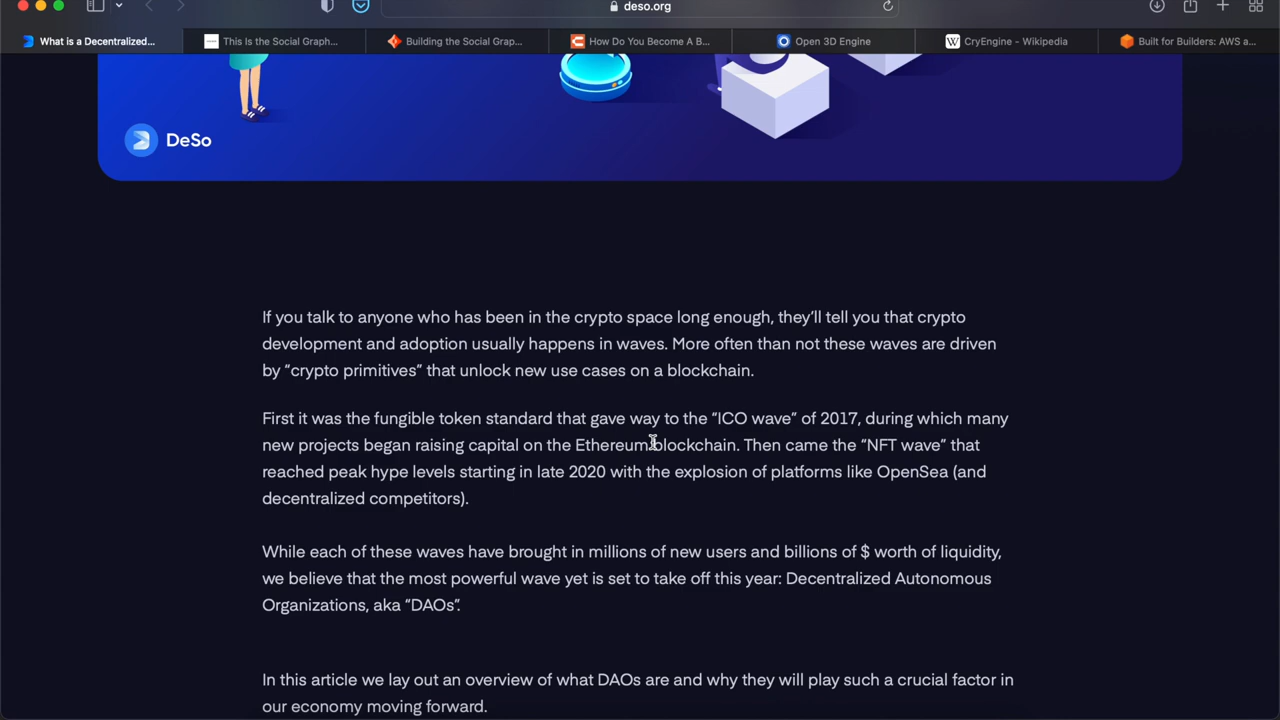 deso.org
What is a Decentralized...
This Is the Social Graph...
Building the Social Grap...
How Do You Become A B...
Open 3D Engine
CryEngine - Wikipedia
Built for Builders: AWS a...
DeSo
If you talk to anyone who has been in the crypto space long enough, they’ll tell you that crypto
development and adoption usually happens in waves. More often than not these waves are driven
by “crypto primitives” that unlock new use cases on a blockchain.
First it was the fungible token standard that gave way to the “ICO wave” of 2017, during which many
new projects began raising capital on the Ethereum blockchain. Then came the “NFT wave” that
reached peak hype levels starting in late 2020 with the explosion of platforms like OpenSea (and
decentralized competitors).
While each of these waves have brought in millions of new users and billions of $ worth of liquidity,
we believe that the most powerful wave yet is set to take off this year: Decentralized Autonomous
Organizations, aka “DAOs”.
In this article we lay out an overview of what DAOs are and why they will play such a crucial factor in
our economy moving forward.